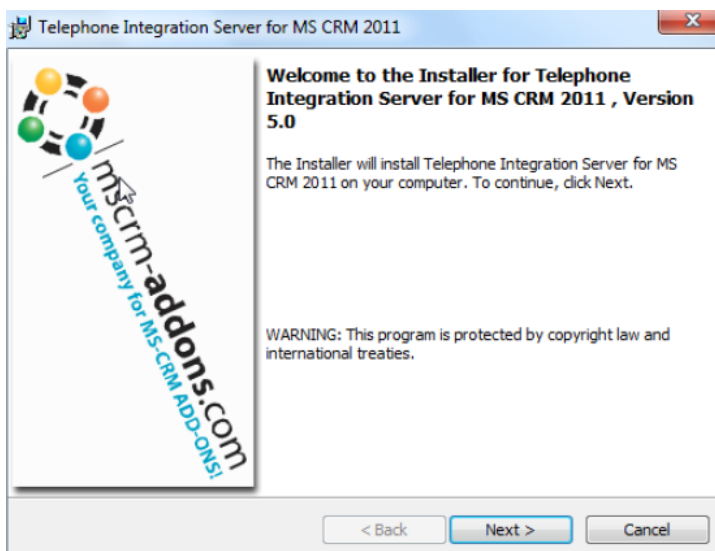 Telephone Integration Server for MS CRM 2011
X
mscrm-addons.com
Your company for MS-CRM ADD-ONS!
Welcome to the Installer for Telephone
Integration Server for MS CRM 2011 , Version
5.0
The Installer will install Telephone Integration Server for MS
CRM 2011 on your computer. To continue, click Next.
WARNING: This program is protected by copyright law and
international treaties.
< Back
Next >
Cancel